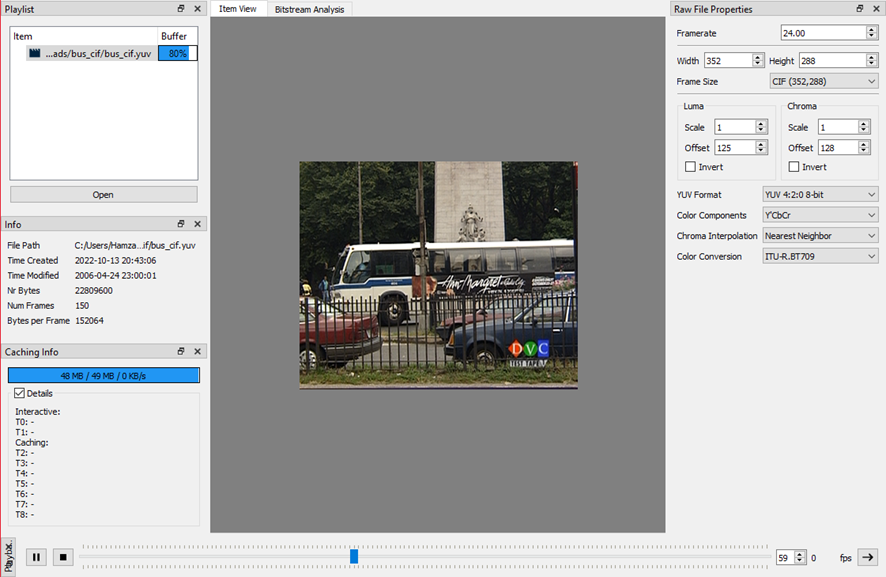 Playlist
Item Buffer
...ads/bus_cif/bus_cif.yuv 80%
Open
Info
File Path C:/Users/Hamza...if/bus_cif.yuv
Time Created 2022-10-13 20:43:06
Time Modified 2006-04-24 23:00:01
Nr Bytes 22809600
Num Frames 150
Bytes per Frame 152064
Caching Info
48 MB / 49 MB / 0 KB/s
Details
Interactive:
T0: -
T1: -
Caching:
T2: -
T3: -
T4: -
T5: -
T6: -
T7: -
T8: -
Item View Bitstream Analysis
Ann-Margret
DVC
TEST TAPE
Raw File Properties
Framerate 24.00
Width 352 Height 288
Frame Size CIF (352,288)
Luma
Scale 1
Offset 125
Invert
Chroma
Scale 1
Offset 128
Invert
YUV Format YUV 4:2:0 8-bit
Color Components Y'CbCr
Chroma Interpolation Nearest Neighbor
Color Conversion ITU-R.BT709
59 0 fps